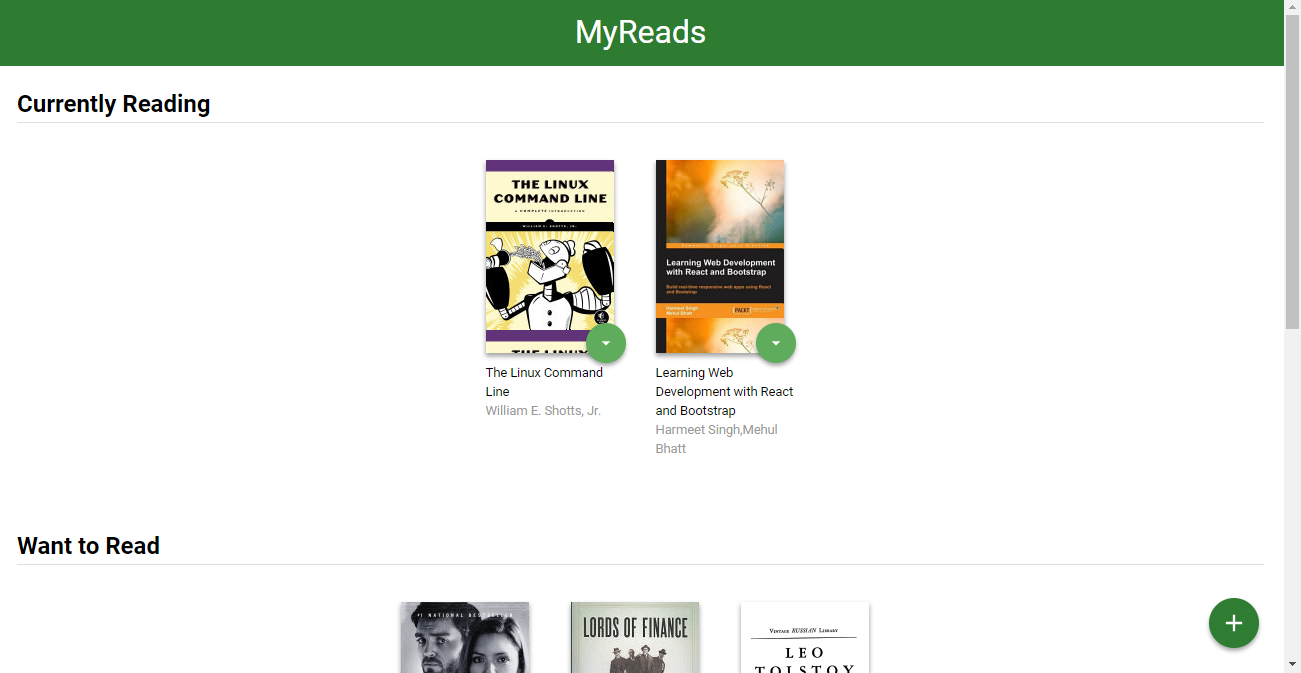 MyReads
Currently Reading
THE LINUX
COMMAND LINE
A COMPLETE INTRODUCTION
WILLIAM E. SHOTTS, JR.
THE LINUX
Community Experience Distilled
Learning Web Development
with React and Bootstrap
Build real-time responsive web apps using React
and Bootstrap
Harmeet Singh
Mehul Bhatt
PACKT
The Linux Command
Line
William E. Shotts, Jr.
Learning Web
Development with React
and Bootstrap
Harmeet Singh,Mehul
Bhatt
Want to Read
#1 NATIONAL BESTSELLER
LORDS OF FINANCE
VINTAGE RUSSIAN LIBRARY
LEO
TOLSTOY